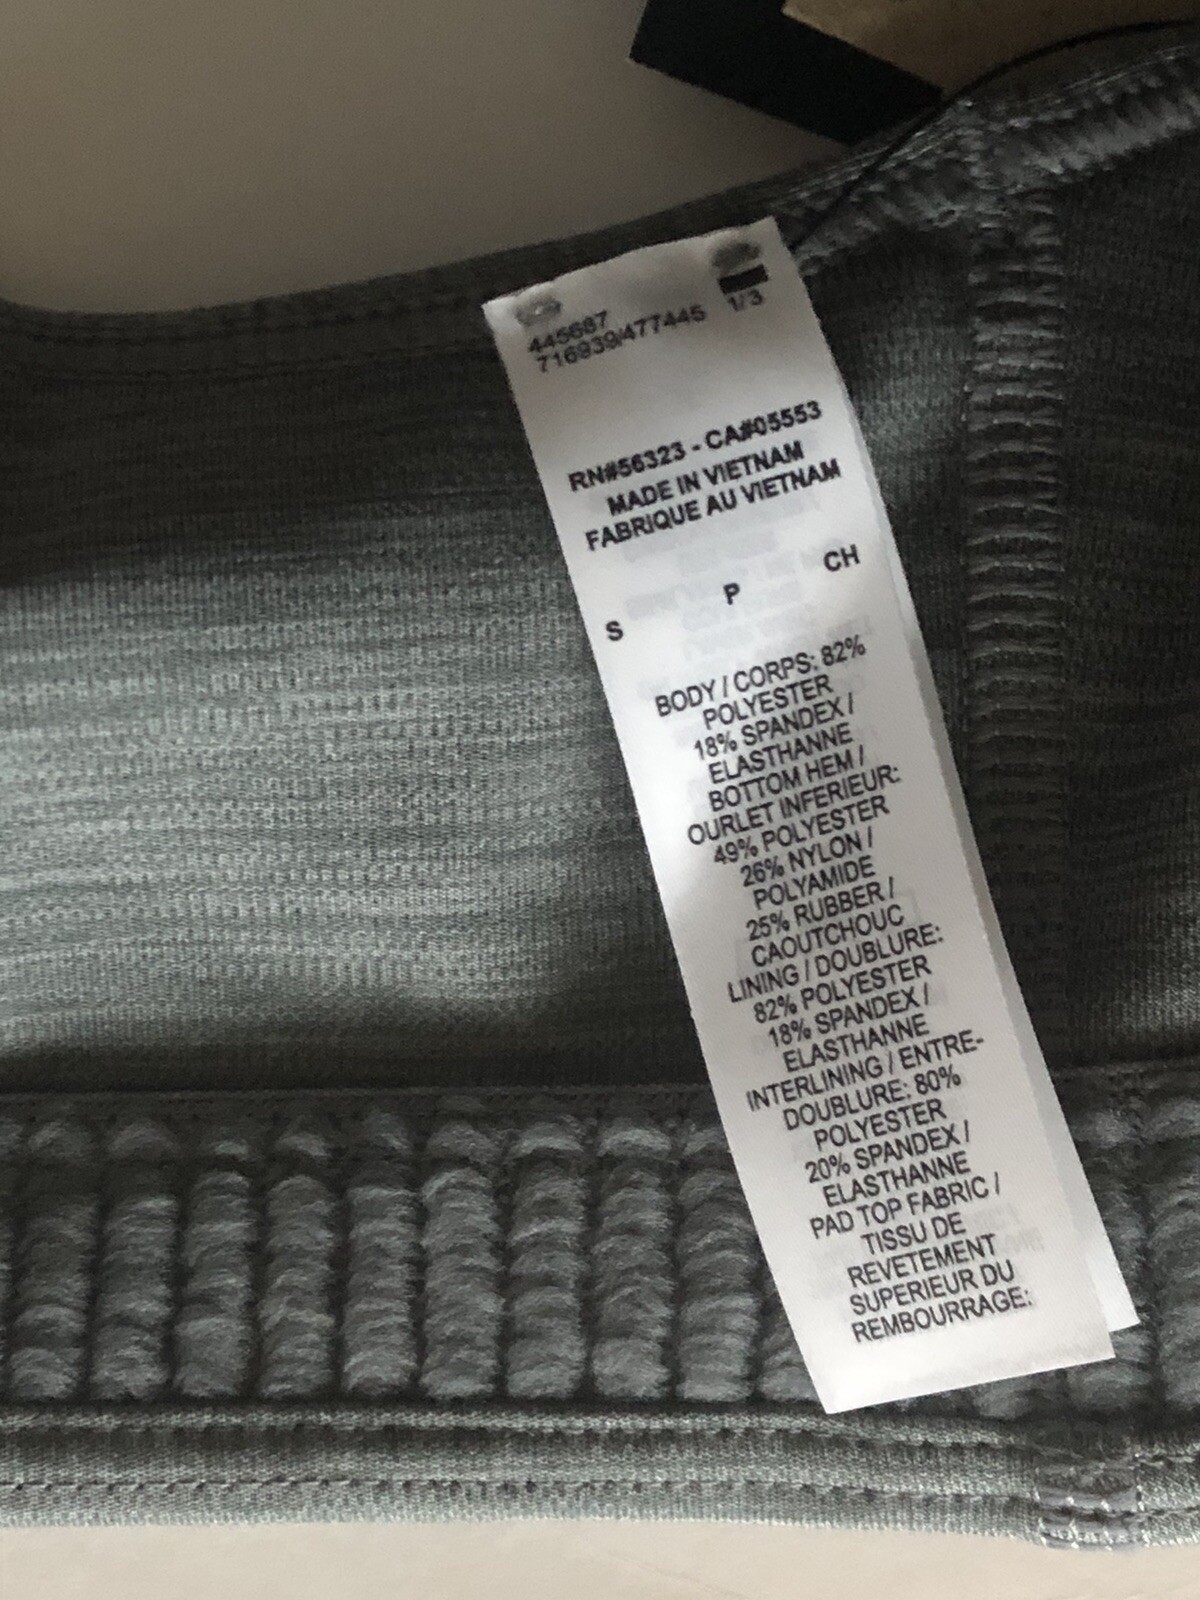 445687
716939/477445
1/3
RN#56323 - CA#05553
MADE IN VIETNAM
FABRIQUE AU VIETNAM
S P CH
BODY / CORPS: 82%
POLYESTER
18% SPANDEX /
ELASTHANNE
BOTTOM HEM /
OURLET INFERIEUR:
49% POLYESTER
26% NYLON /
POLYAMIDE
25% RUBBER /
CAOUTCHOUC
LINING / DOUBLURE:
82% POLYESTER
18% SPANDEX /
ELASTHANNE
INTERLINING / ENTRE-
DOUBLURE: 80%
POLYESTER
20% SPANDEX /
ELASTHANNE
PAD TOP FABRIC /
TISSU DE
REVETEMENT
SUPERIEUR DU
REMBOURRAGE: